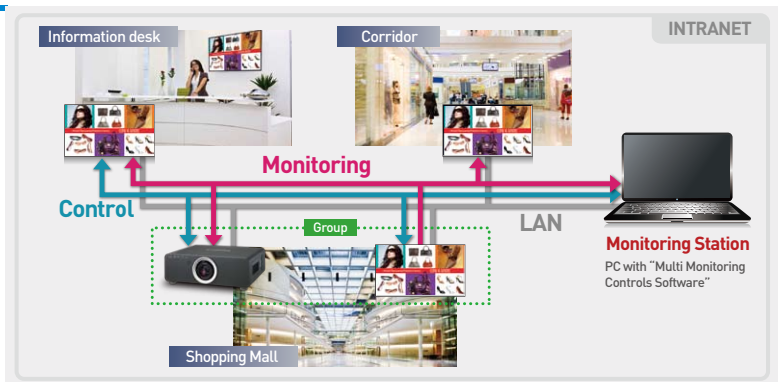 INTRANET
Information desk
Corridor
Monitoring
Control
LAN
Group
Monitoring Station
PC with “Multi Monitoring
Controls Software”
Shopping Mall